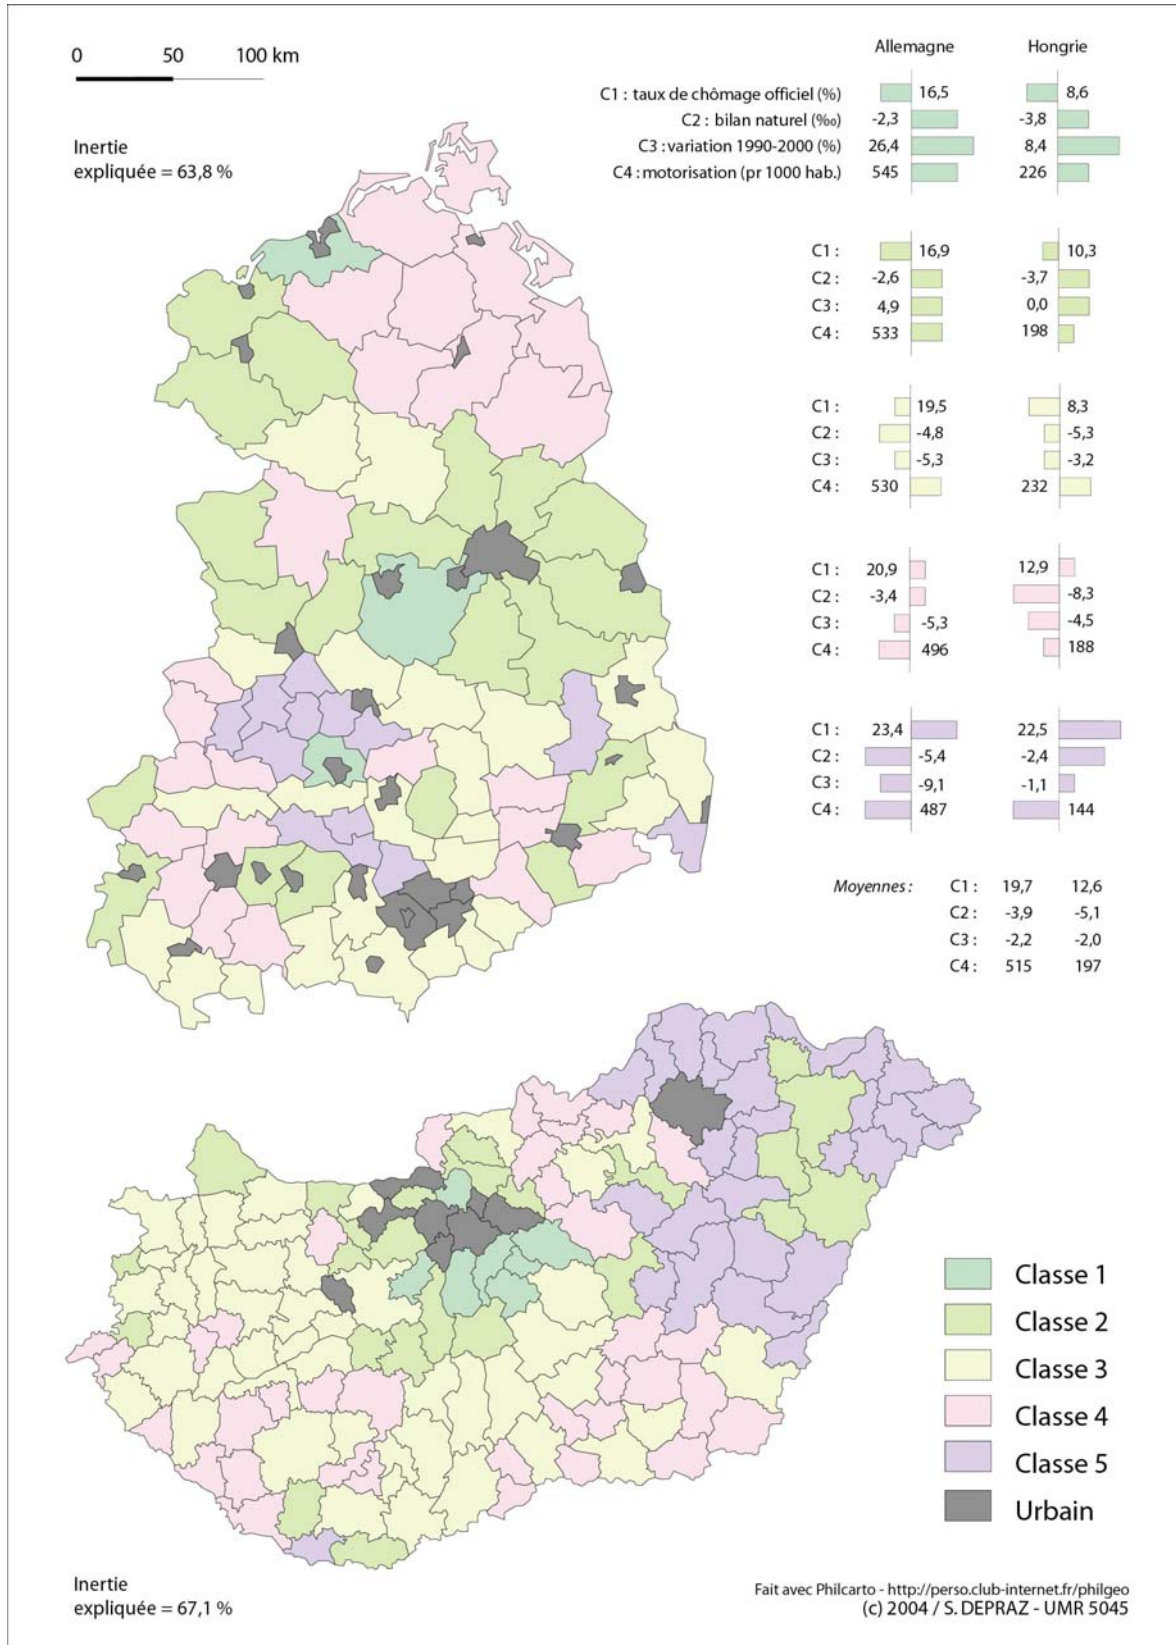 0 50 100 km
Inertie
expliquée = 63,8 %
Allemagne Hongrie
C1 : taux de chômage officiel (%) 16,5 8,6
C2 : bilan naturel (‰) -2,3 -3,8
C3 : variation 1990-2000 (%) 26,4 8,4
C4 : motorisation (pr 1000 hab.) 545 226
C1 : 16,9 10,3
C2 : -2,6 -3,7
C3 : 4,9 0,0
C4 : 533 198
C1 : 19,5 8,3
C2 : -4,8 -5,3
C3 : -5,3 -3,2
C4 : 530 232
C1 : 20,9 12,9
C2 : -3,4 -8,3
C3 : -5,3 -4,5
C4 : 496 188
C1 : 23,4 22,5
C2 : -5,4 -2,4
C3 : -9,1 -1,1
C4 : 487 144
Moyennes : C1 : 19,7 12,6
C2 : -3,9 -5,1
C3 : -2,2 -2,0
C4 : 515 197
Classe 1
Classe 2
Classe 3
Classe 4
Classe 5
Urbain
Inertie
expliquée = 67,1 %
Fait avec Philcarto - http://perso.club-internet.fr/philgeo
(c) 2004 / S. DEPRAZ - UMR 5045